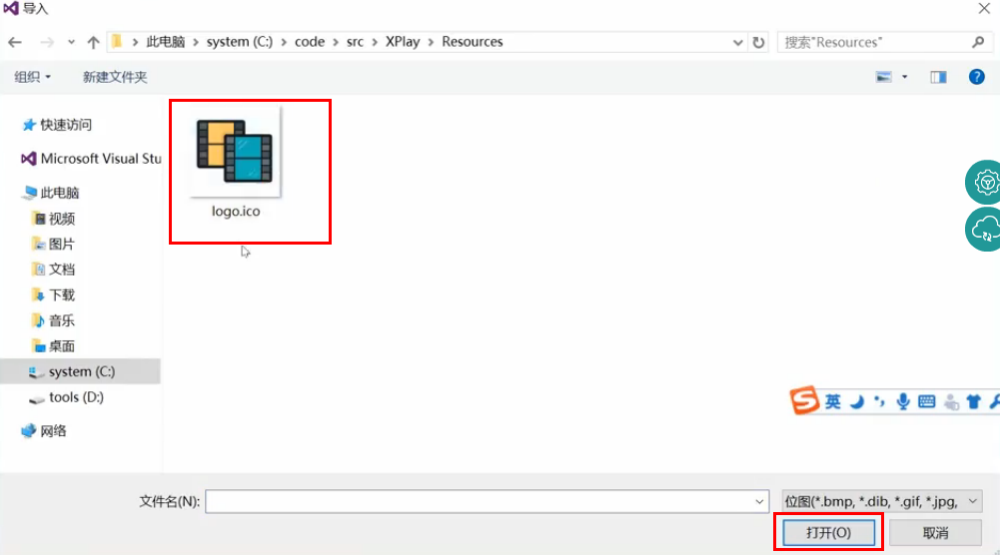 导入
此电脑 > system (C:) > code > src > XPlay > Resources
搜索"Resources"
组织
新建文件夹
快速访问
Microsoft Visual Stu
此电脑
视频
图片
文档
下载
音乐
桌面
system (C:)
tools (D:)
网络
logo.ico
英
文件名(N):
位图(*.bmp, *.dib, *.gif, *.jpg,
打开(O)
取消